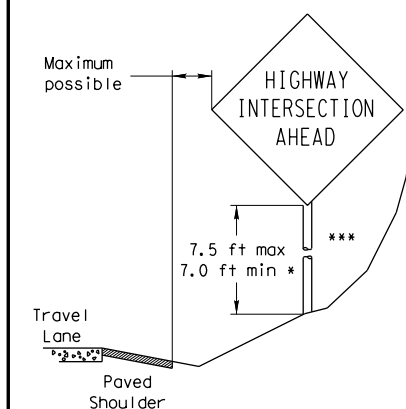 Maximum
possible
HIGHWAY
INTERSECTION
AHEAD
7.5 ft max
7.0 ft min *
***
Travel
Lane
Paved
Shoulder